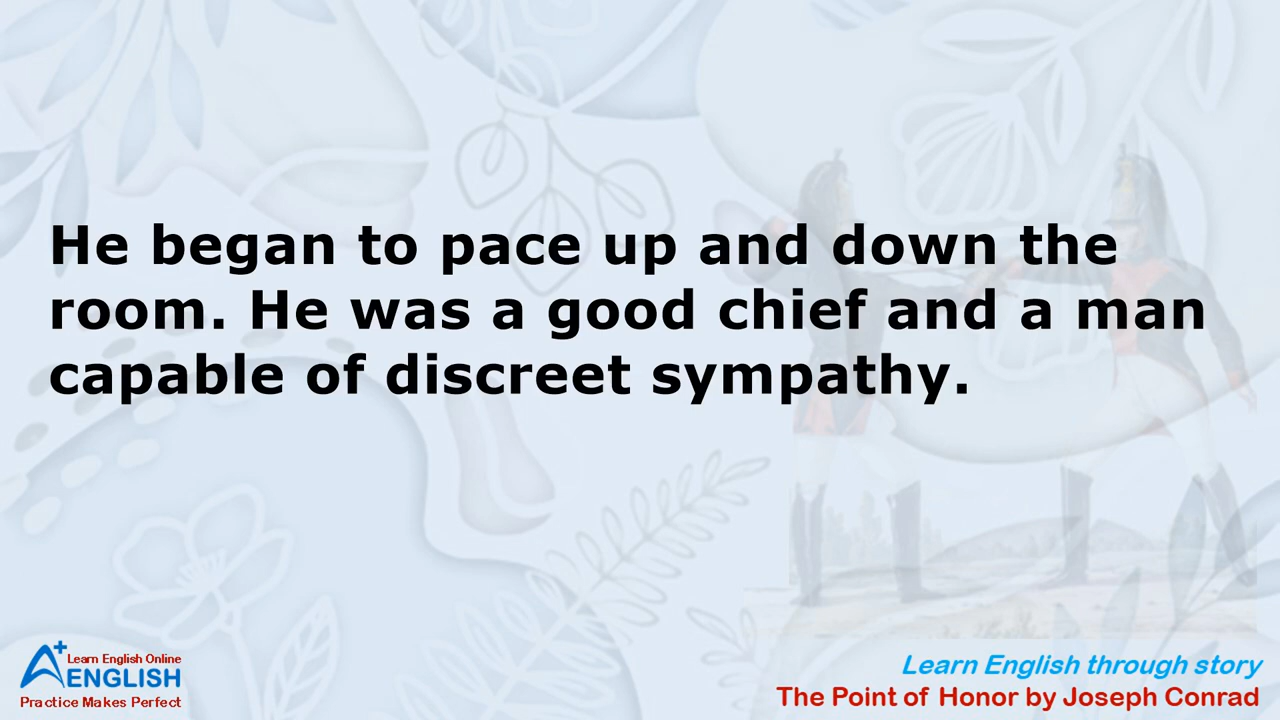 He began to pace up and down the
room. He was a good chief and a man
capable of discreet sympathy.
A+ Learn English Online
ENGLISH
Practice Makes Perfect
Learn English through story
The Point of Honor by Joseph Conrad